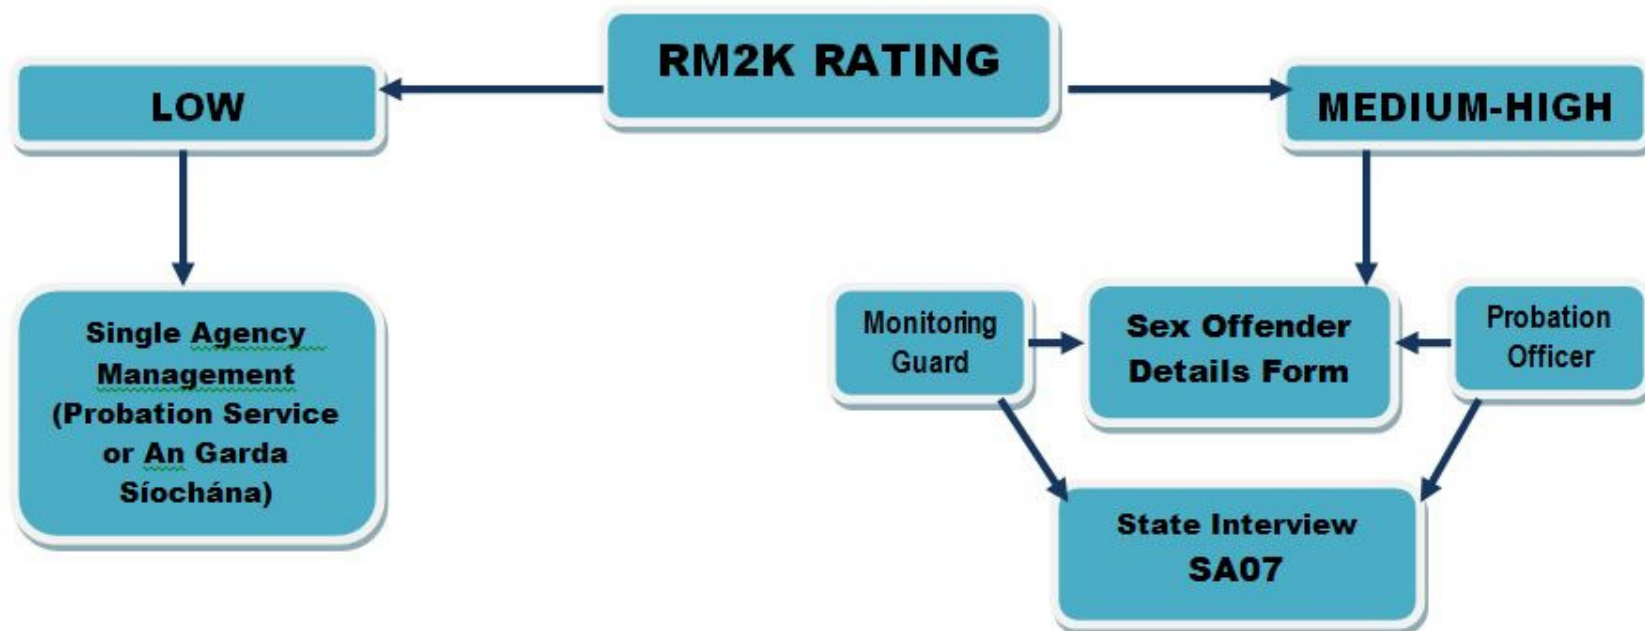 RM2K RATING
LOW
MEDIUM-HIGH
Single Agency
Management
(Probation Service
or An Garda
Síochána)
Monitoring
Guard
Sex Offender
Details Form
Probation
Officer
State Interview
SA07